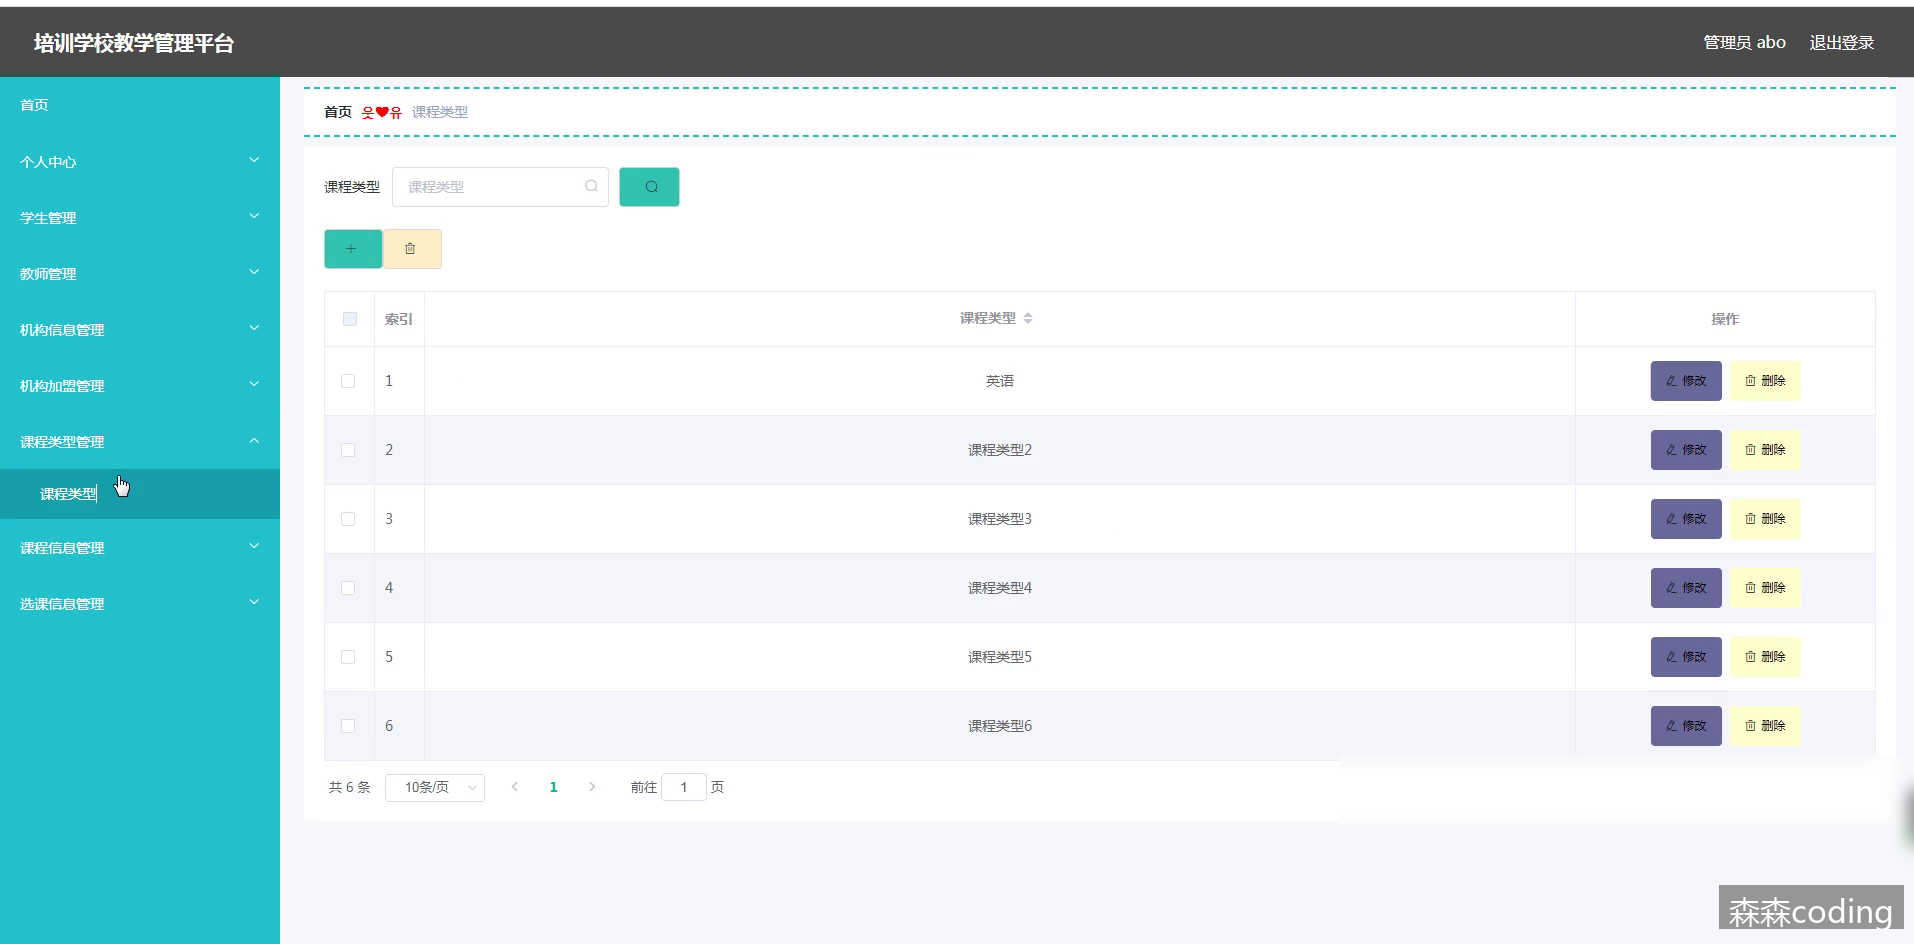 培训学校教学管理平台
管理员 abo 退出登录
首页
个人中心
学生管理
教师管理
机构信息管理
机构加盟管理
课程类型管理
课程类型
课程信息管理
选课信息管理
首页 웃❤유 课程类型
课程类型 课程类型
索引 课程类型 操作
1 英语 修改 删除
2 课程类型2 修改 删除
3 课程类型3 修改 删除
4 课程类型4 修改 删除
5 课程类型5 修改 删除
6 课程类型6 修改 删除
共 6 条 10条/页 1 前往 1 页
森森coding